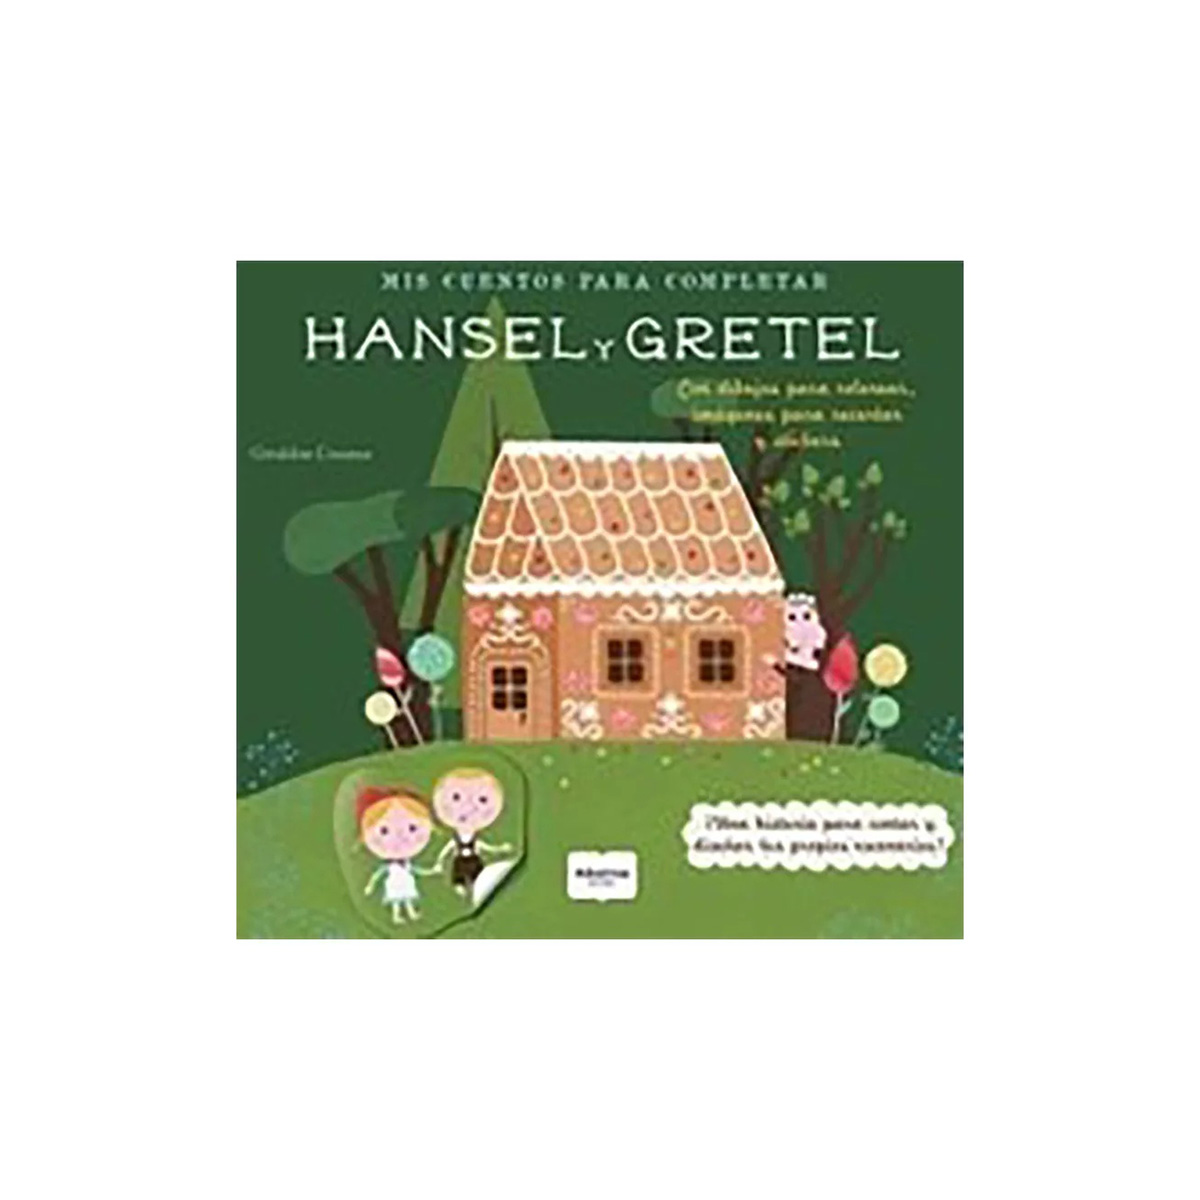 MIS CUENTOS PARA COMPLETAR
HANSEL Y GRETEL
Con dibujos para colorear,
imágenes para recortar
y stickers
¡Una historia para contar y
diseñar tus propios escenarios!